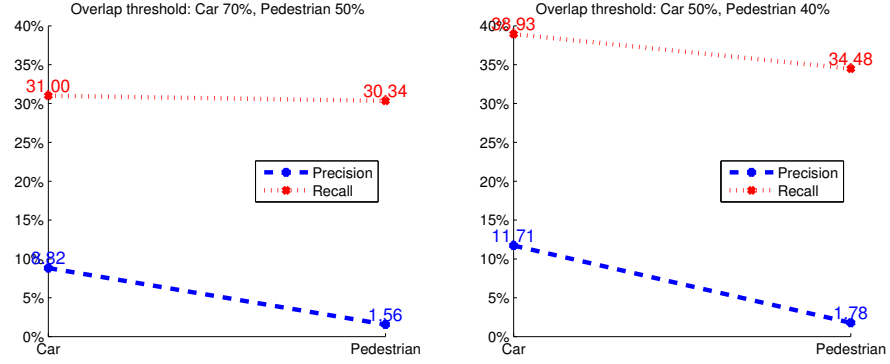 Overlap threshold: Car 70%, Pedestrian 50%
40%
35%
30%
25%
20%
15%
10%
5%
0%
31.00
30.34
8.82
1.56
Precision
Recall
Car
Pedestrian
Overlap threshold: Car 50%, Pedestrian 40%
40%
35%
30%
25%
20%
15%
10%
5%
0%
38.93
34.48
11.71
1.78
Precision
Recall
Car
Pedestrian